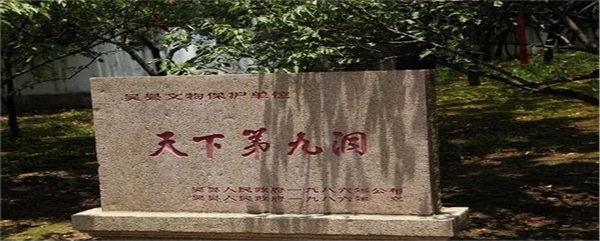 吴县文物保护单位
天下第九洞
吴县人民政府一九八六年公布
吴县人民政府一九八六年 立